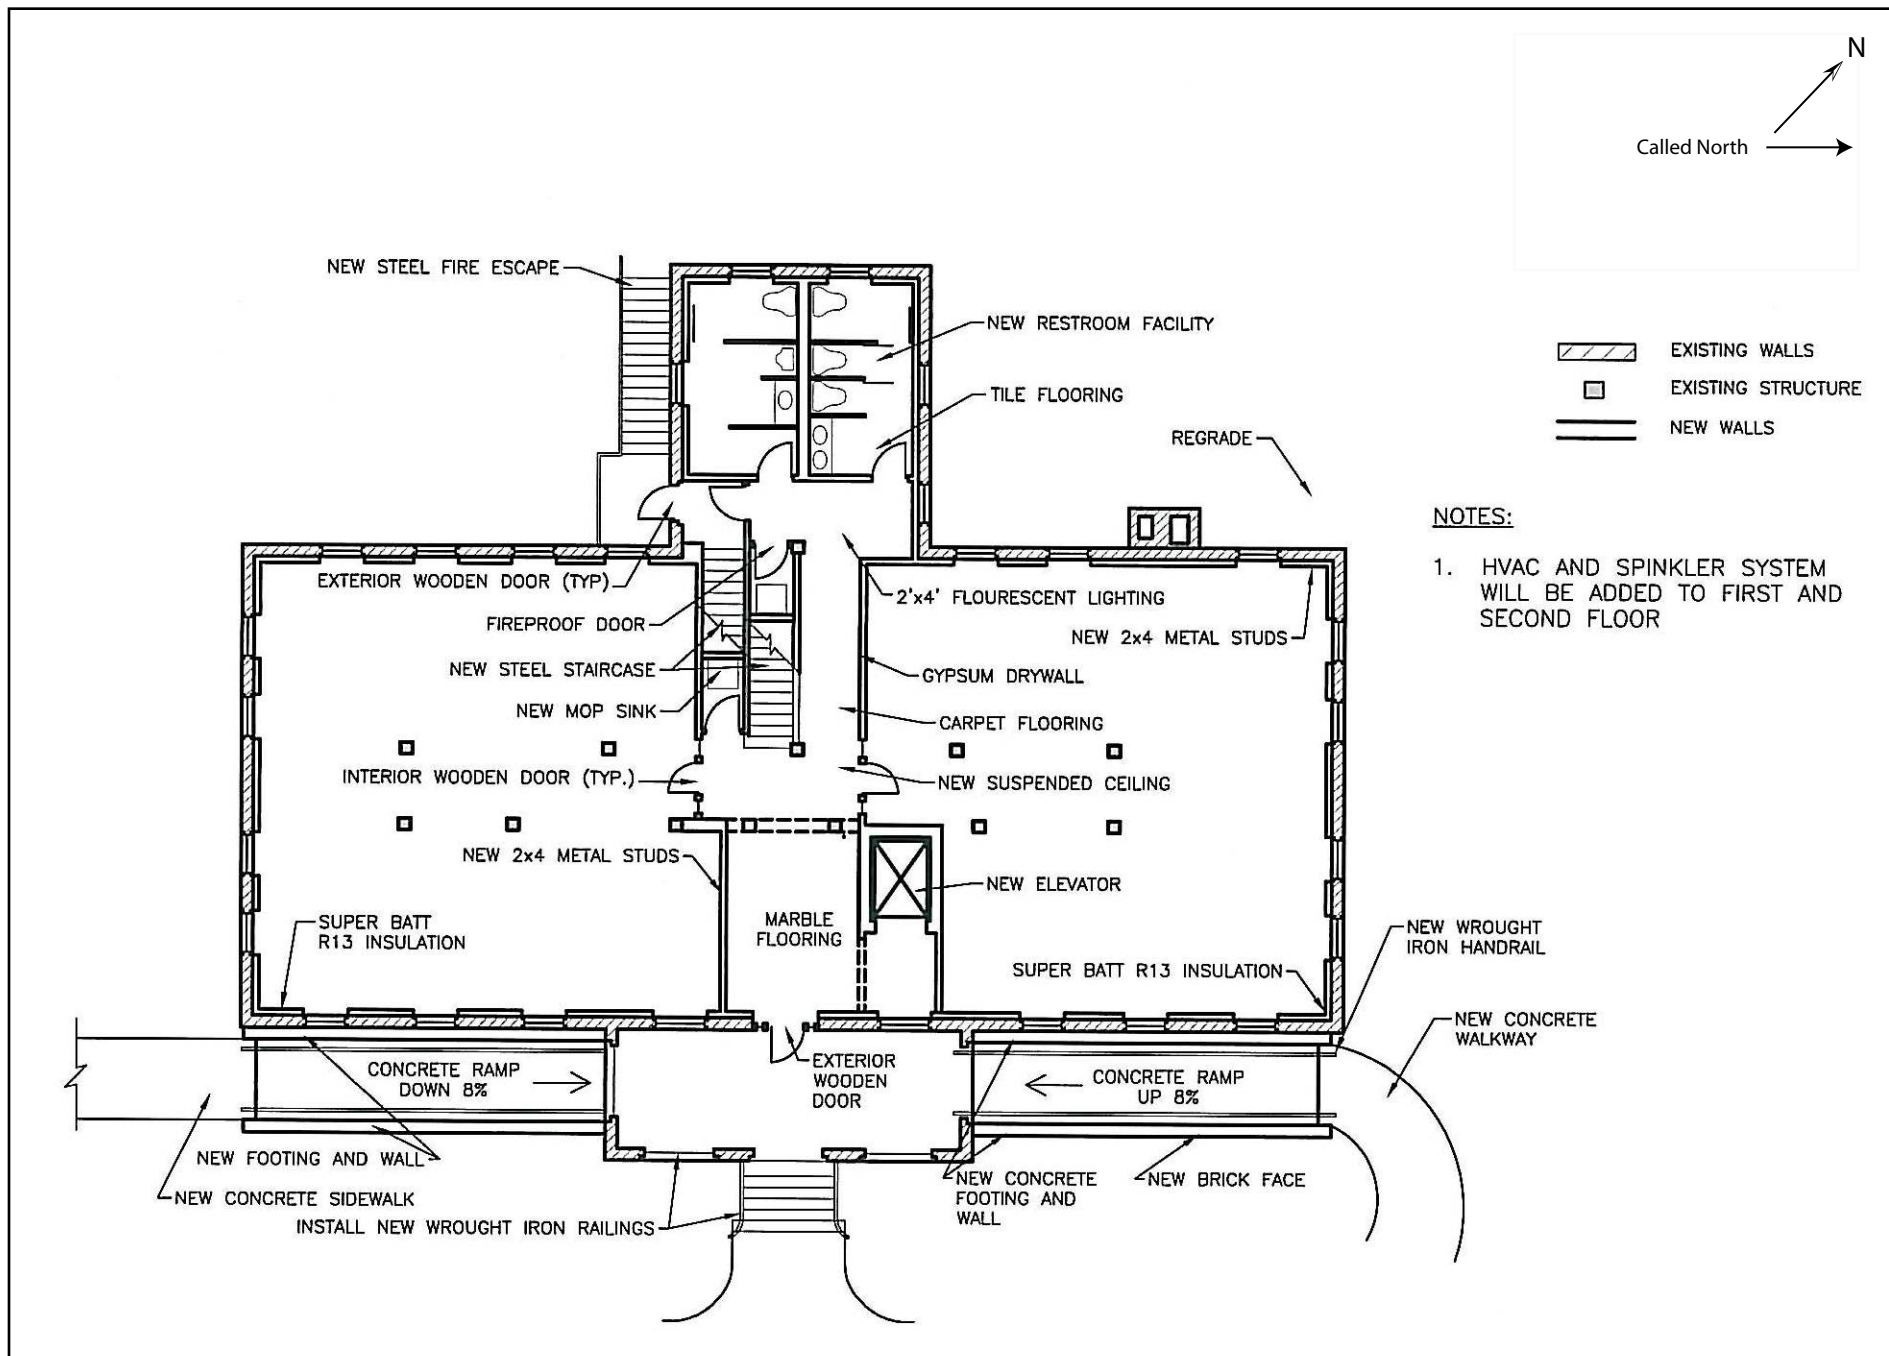 N
Called North
NEW STEEL FIRE ESCAPE
NEW RESTROOM FACILITY
TILE FLOORING
REGRADE
EXISTING WALLS
EXISTING STRUCTURE
NEW WALLS
NOTES:
1. HVAC AND SPINKLER SYSTEM
WILL BE ADDED TO FIRST AND
SECOND FLOOR
EXTERIOR WOODEN DOOR (TYP)
FIREPROOF DOOR
NEW STEEL STAIRCASE
NEW MOP SINK
INTERIOR WOODEN DOOR (TYP.)
2'x4' FLOURESCENT LIGHTING
NEW 2x4 METAL STUDS
GYPSUM DRYWALL
CARPET FLOORING
NEW SUSPENDED CEILING
NEW 2x4 METAL STUDS
NEW ELEVATOR
MARBLE
FLOORING
SUPER BATT
R13 INSULATION
SUPER BATT R13 INSULATION
NEW WROUGHT
IRON HANDRAIL
NEW CONCRETE
WALKWAY
CONCRETE RAMP
DOWN 8%
EXTERIOR
WOODEN
DOOR
CONCRETE RAMP
UP 8%
NEW FOOTING AND WALL
NEW CONCRETE SIDEWALK
INSTALL NEW WROUGHT IRON RAILINGS
NEW CONCRETE
FOOTING AND
WALL
NEW BRICK FACE